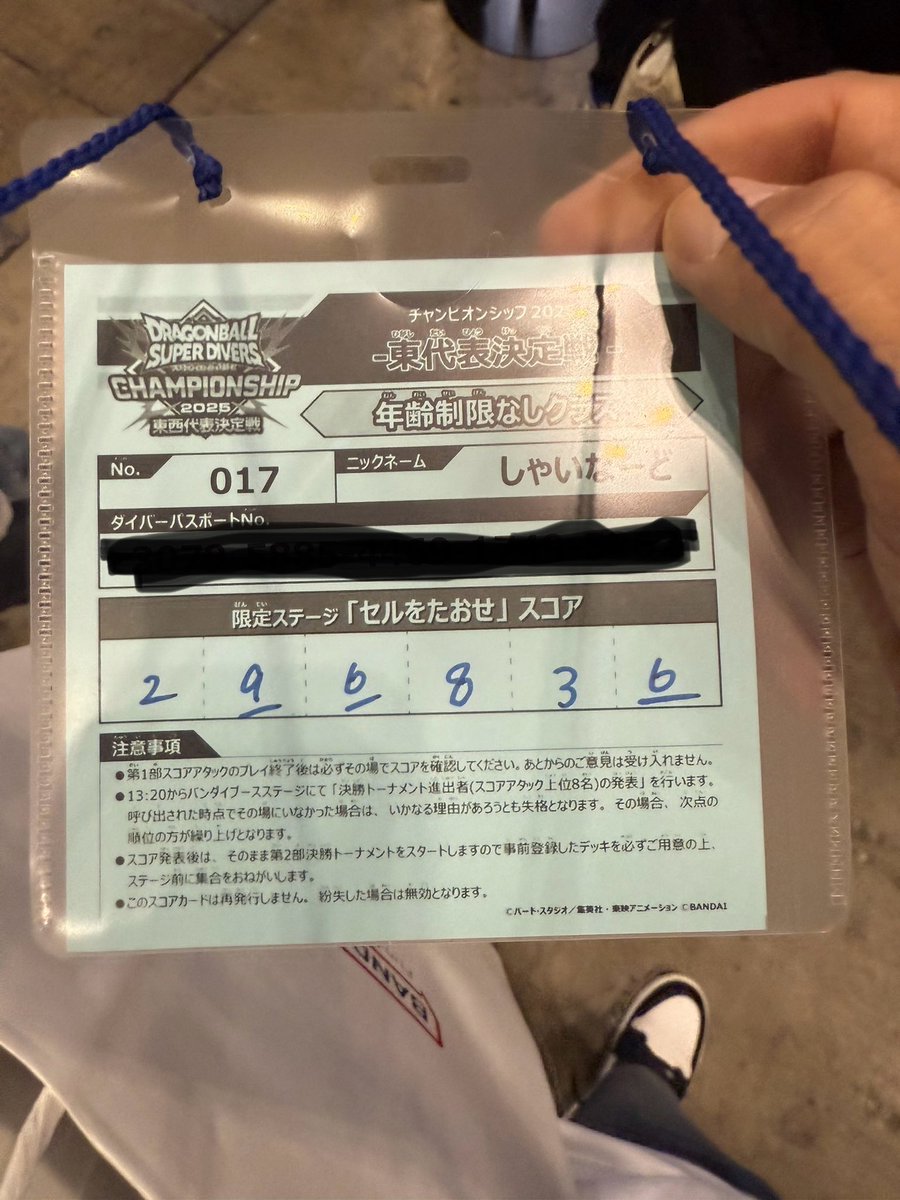 チャンピオンシップ 202
-東代表決定戦-
DRAGONBALL
SUPER DIVERS
CHAMPIONSHIP
2025
東西代表決定戦
年齢制限なしクラス
No.
017
ニックネーム
しゃいなーど
ダイバーパスポートNo.
限定ステージ「セルをたおせ」スコア
2 9 6 8 3 6
注意事項
●第1部スコアアタックのプレイ終了後は必ずその場でスコアを確認してください。あとからのご意見は受け入れません。
●13:20からバンダイブースステージにて「決勝トーナメント進出者(スコアアタック上位8名)の発表」を行います。
呼び出された時点でその場にいなかった場合は、いかなる理由があろうとも失格となります。その場合、次点の
順位の方が繰り上げとなります。
●スコア発表後は、そのまま第2部決勝トーナメントをスタートしますので事前登録したデッキを必ずご用意の上、
ステージ前に集合をおねがいします。
●このスコアカードは再発行しません。紛失した場合は無効となります。
©バード・スタジオ/集英社・東映アニメーション ©BANDAI
BAND